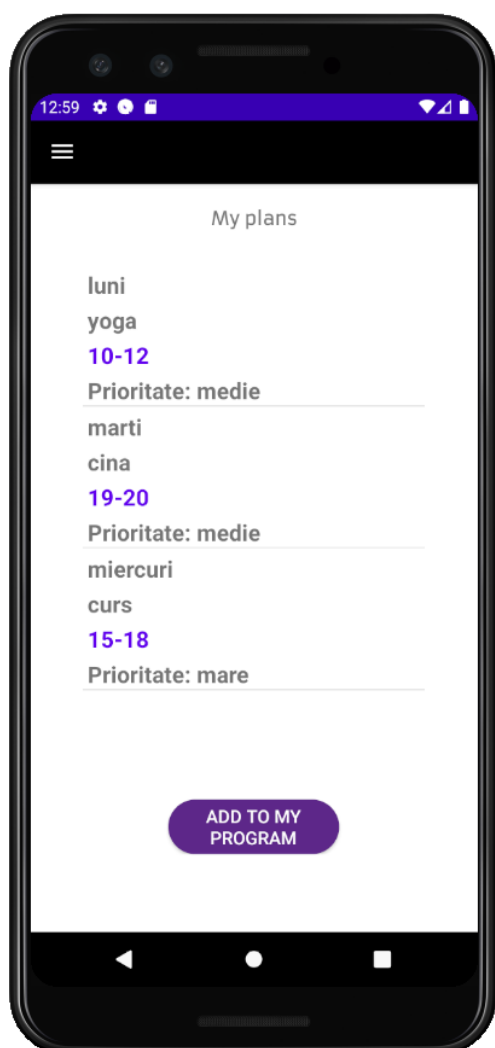 12:59
My plans
luni
yoga
10-12
Prioritate: medie
marti
cina
19-20
Prioritate: medie
miercuri
curs
15-18
Prioritate: mare
ADD TO MY
PROGRAM